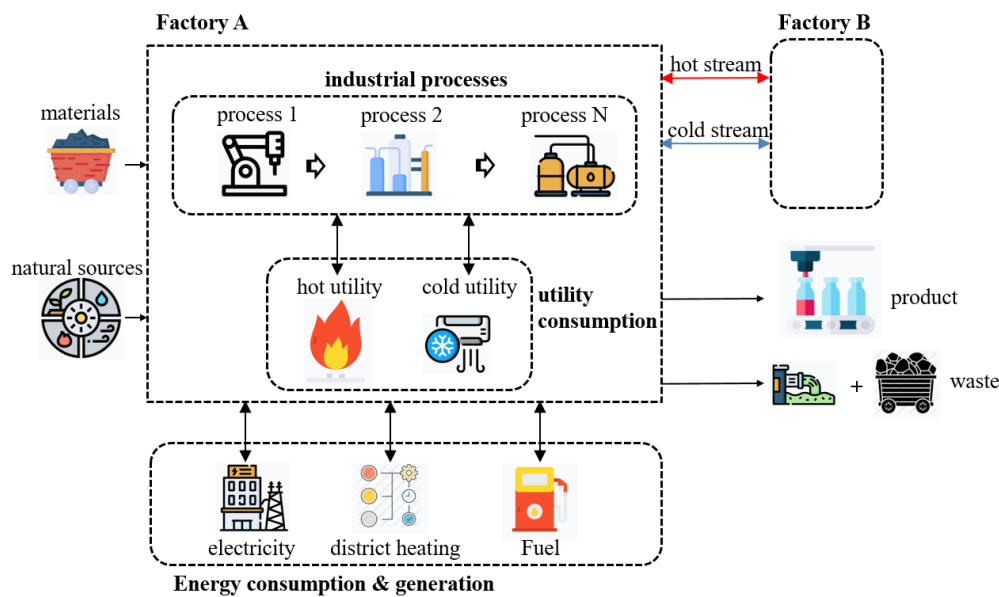 Factory A
Factory B
hot stream
industrial processes
materials
process 1
process 2
process N
cold stream
natural sources
hot utility
cold utility
utility
consumption
product
+
waste
electricity
district heating
Fuel
Energy consumption & generation